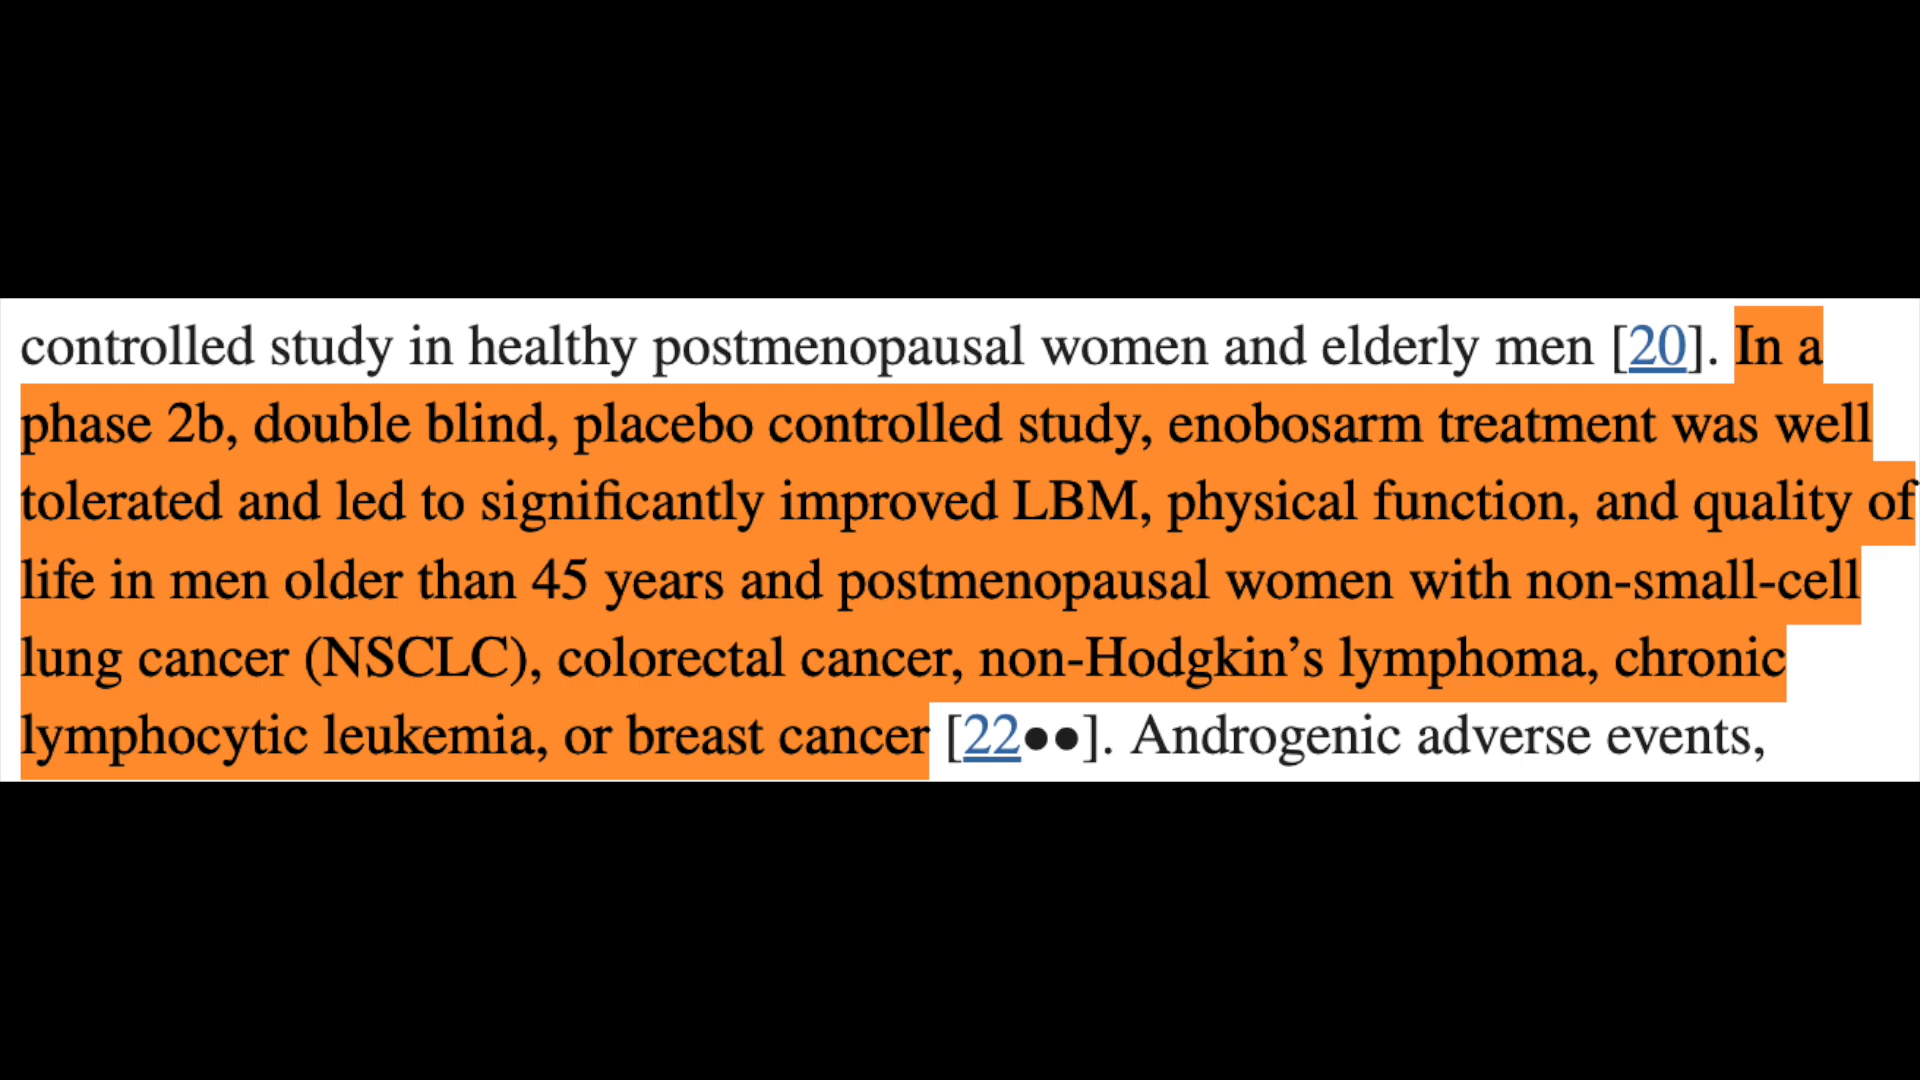 controlled study in healthy postmenopausal women and elderly men [20]. In a
phase 2b, double blind, placebo controlled study, enobosarm treatment was well
tolerated and led to significantly improved LBM, physical function, and quality of
life in men older than 45 years and postmenopausal women with non-small-cell
lung cancer (NSCLC), colorectal cancer, non-Hodgkin’s lymphoma, chronic
lymphocytic leukemia, or breast cancer [22●●]. Androgenic adverse events,